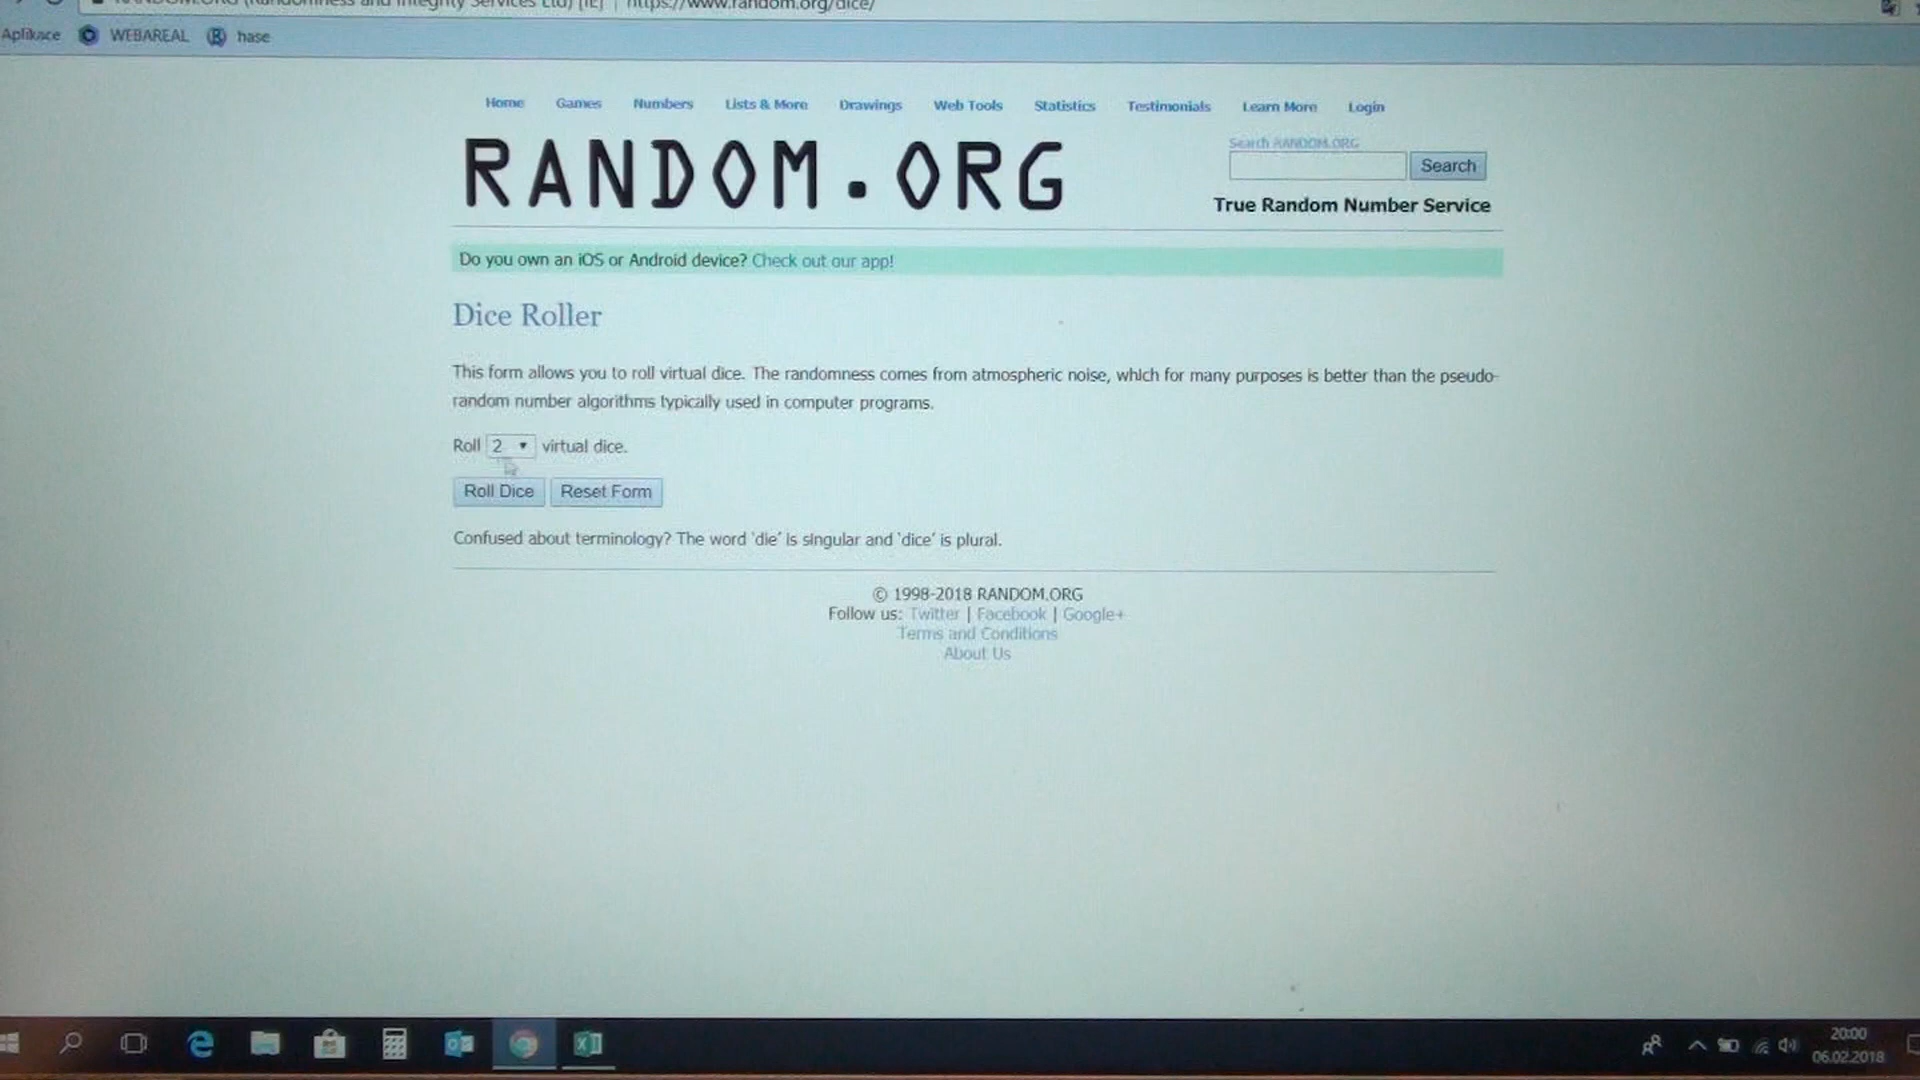 RANDOM.ORG (Randomness and Integrity Services Ltd) [IE] | https://www.random.org/dice/
Aplikace WEBAREAL hase
Home Games Numbers Lists & More Drawings Web Tools Statistics Testimonials Learn More Login
RANDOM.ORG
Search RANDOM.ORG
Search
True Random Number Service
Do you own an iOS or Android device? Check out our app!
Dice Roller
This form allows you to roll virtual dice. The randomness comes from atmospheric noise, which for many purposes is better than the pseudo-
random number algorithms typically used in computer programs.
Roll 2 virtual dice.
Roll Dice Reset Form
Confused about terminology? The word 'die' is singular and 'dice' is plural.
© 1998-2018 RANDOM.ORG
Follow us: Twitter | Facebook | Google+
Terms and Conditions
About Us
20:00
06.02.2018